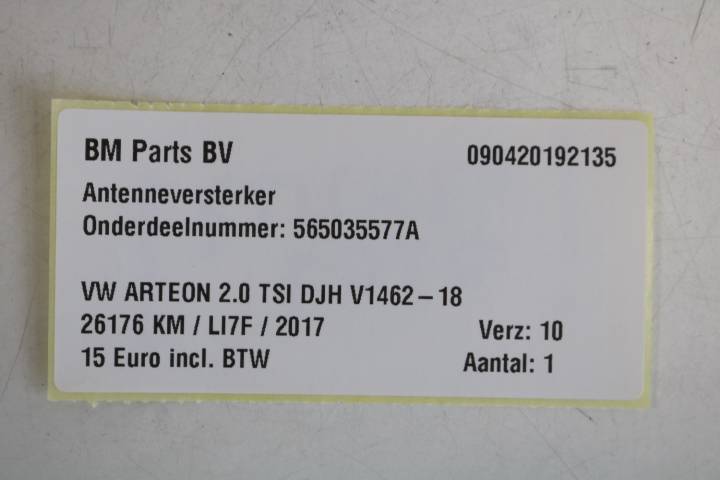 BM Parts BV 090420192135
Antenneversterker
Onderdeelnummer: 565035577A
VW ARTEON 2.0 TSI DJH V1462 – 18
26176 KM / LI7F / 2017 Verz: 10
15 Euro incl. BTW Aantal: 1